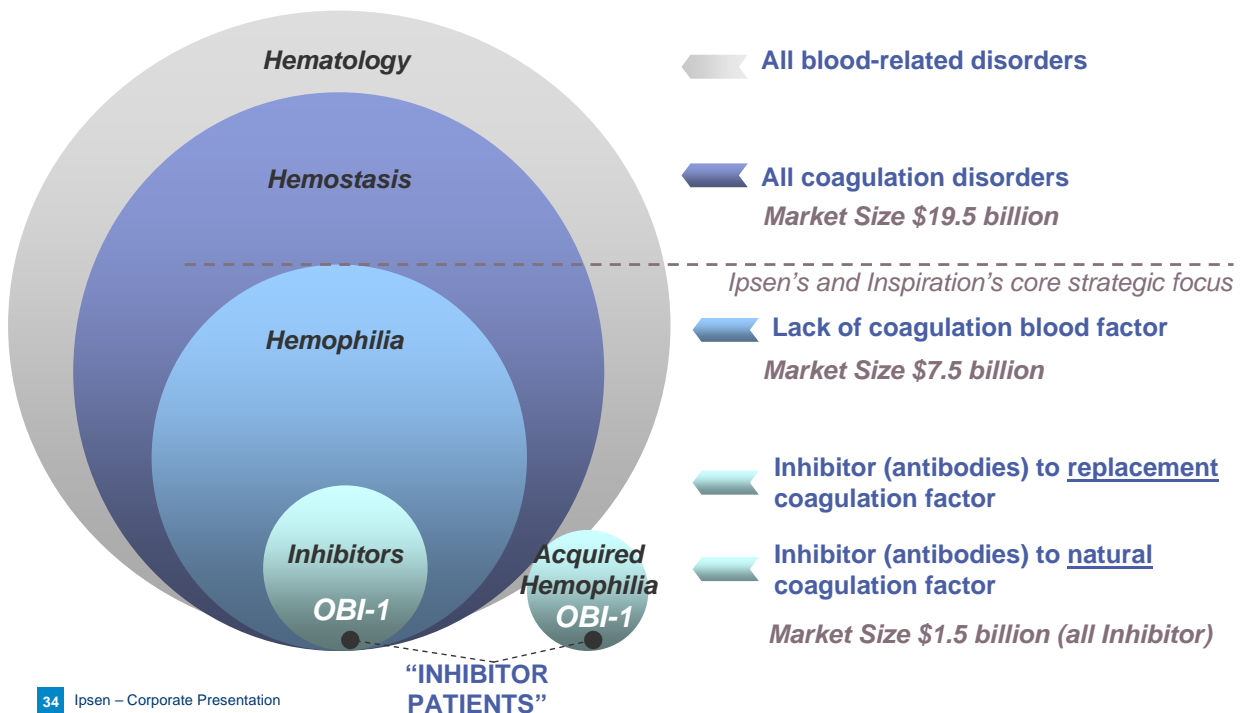 Hematology
All blood-related disorders
Hemostasis
All coagulation disorders
Market Size $19.5 billion
Ipsen's and Inspiration's core strategic focus
Hemophilia
Lack of coagulation blood factor
Market Size $7.5 billion
Inhibitor (antibodies) to replacement
coagulation factor
Inhibitors
OBI-1
Acquired
Hemophilia
OBI-1
Inhibitor (antibodies) to natural
coagulation factor
Market Size $1.5 billion (all Inhibitor)
“INHIBITOR
PATIENTS”
34 Ipsen – Corporate Presentation